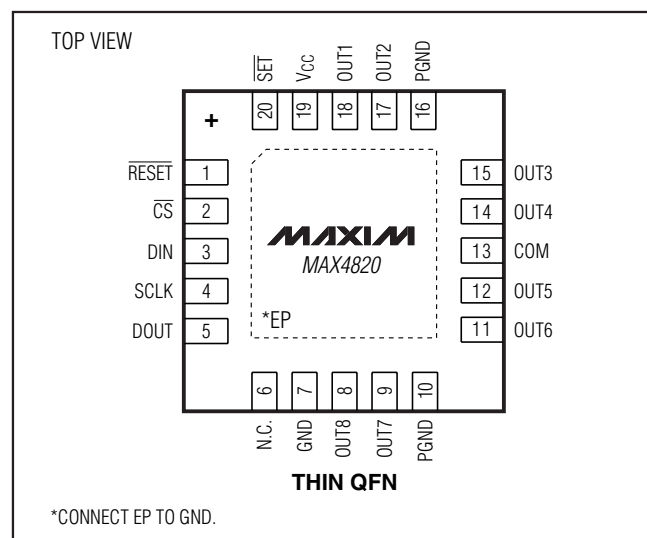 TOP VIEW
SET
VCC
OUT1
OUT2
PGND
20
19
18
17
16
+
RESET 1
CS 2
DIN 3
SCLK 4
DOUT 5
15 OUT3
14 OUT4
13 COM
12 OUT5
11 OUT6
MAXIM
MAX4820
*EP
6
7
8
9
10
N.C.
GND
OUT8
OUT7
PGND
THIN QFN
*CONNECT EP TO GND.